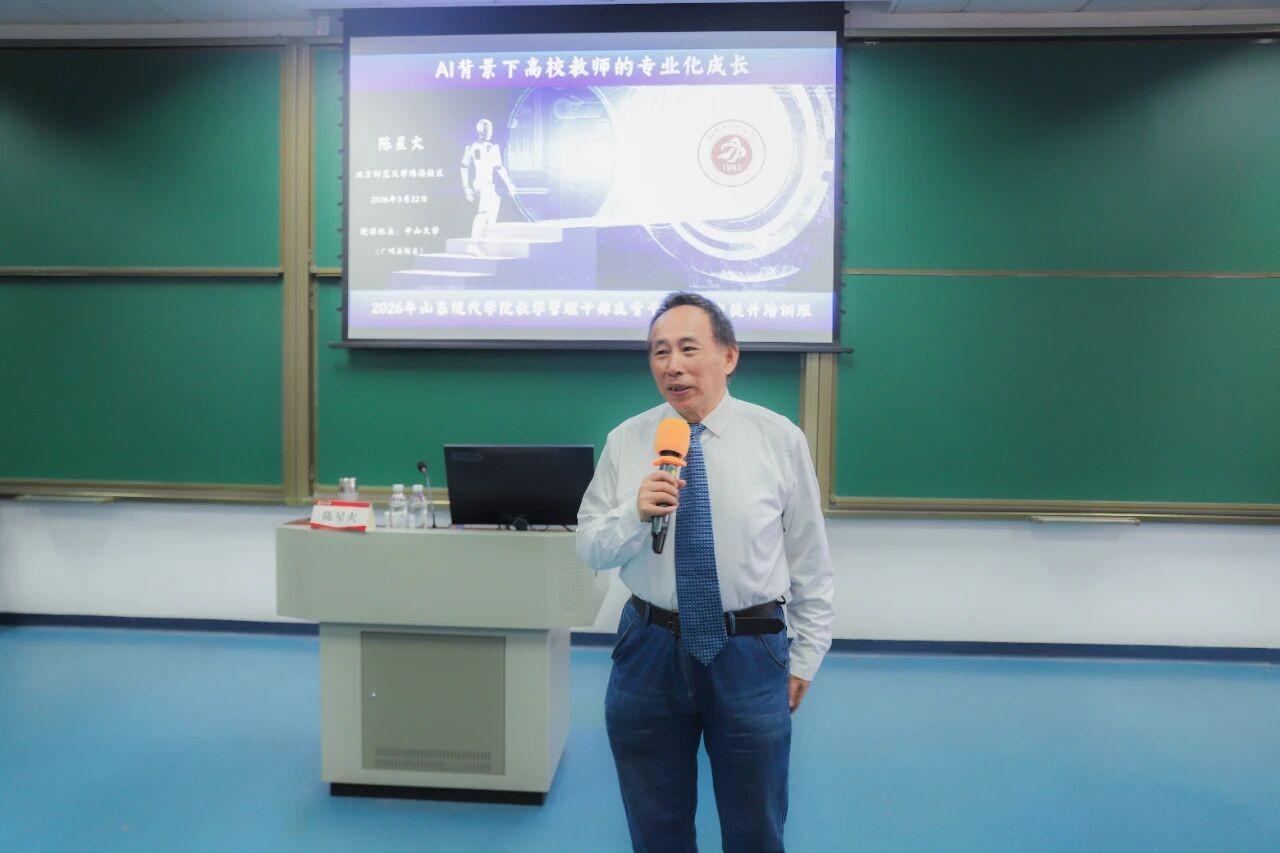 AI背景下高校教师的专业化成长
陈星火
北京师范大学珠海校区
2026年3月22日
授课地点：中山大学
（广州南校区）
1993
2026年山东现代学院教学管理干部及骨干
提升培训班
陈星火